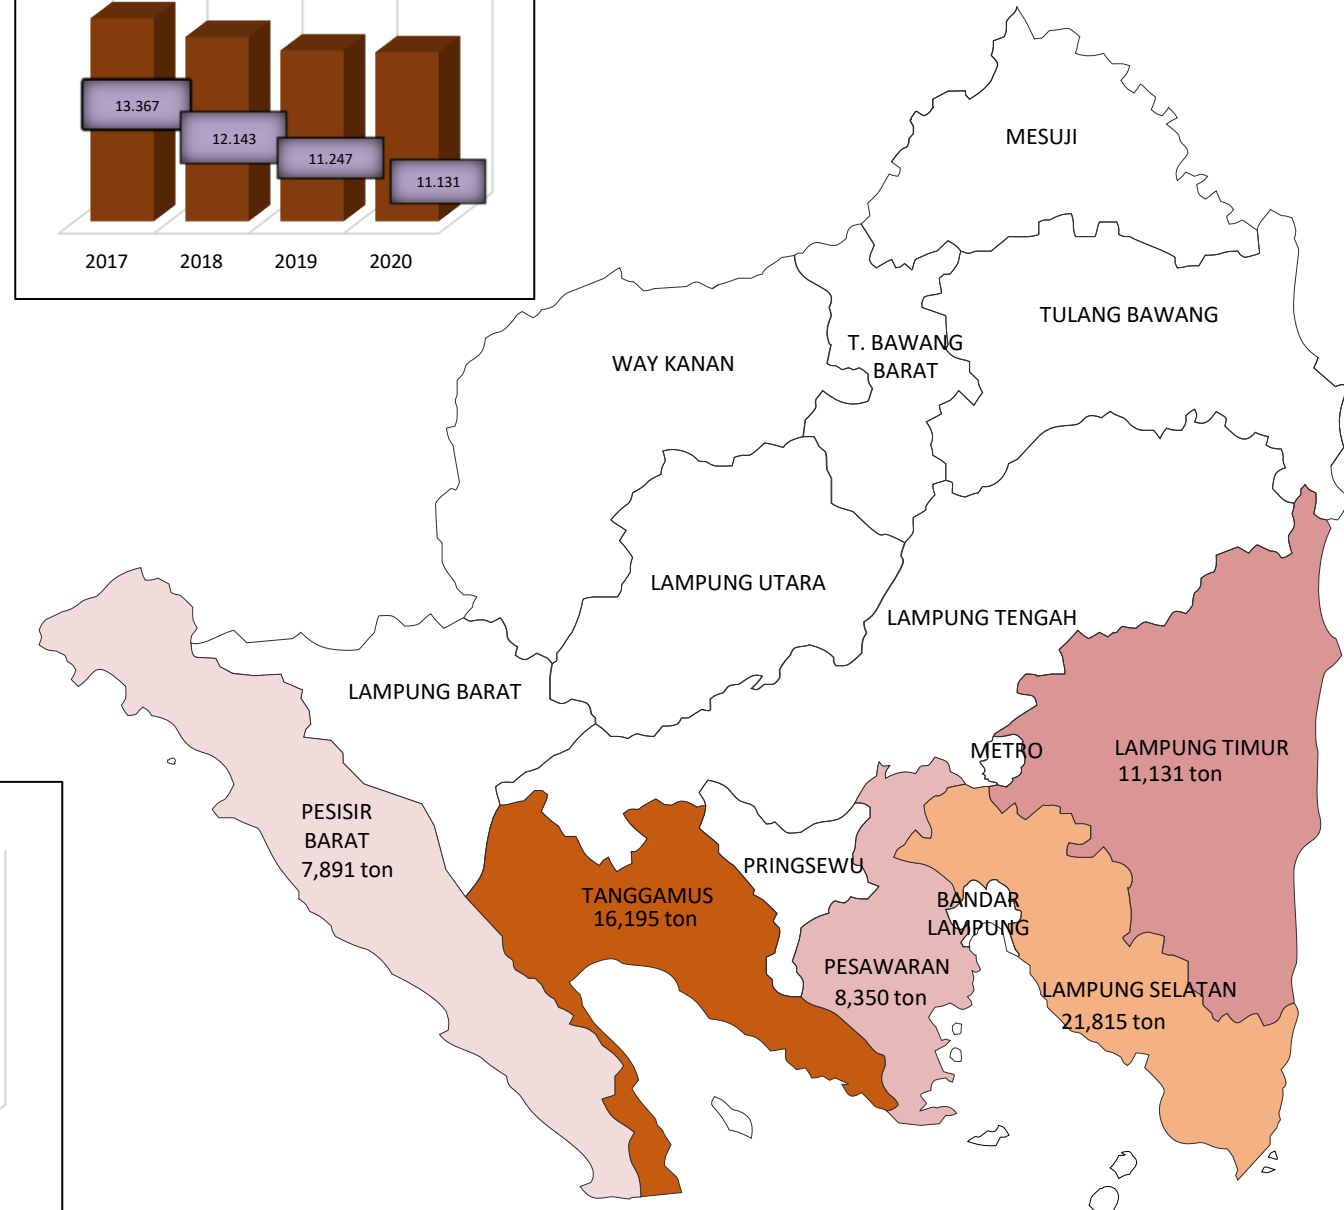 13.367
12.143
11.247
11.131
2017 2018 2019 2020
MESUJI
TULANG BAWANG
T. BAWANG
BARAT
WAY KANAN
LAMPUNG UTARA
LAMPUNG TENGAH
LAMPUNG BARAT
METRO
LAMPUNG TIMUR
11,131 ton
PESISIR
BARAT
7,891 ton
PRINGSEWU
TANGGAMUS
16,195 ton
BANDAR
LAMPUNG
PESAWARAN
8,350 ton
LAMPUNG SELATAN
21,815 ton